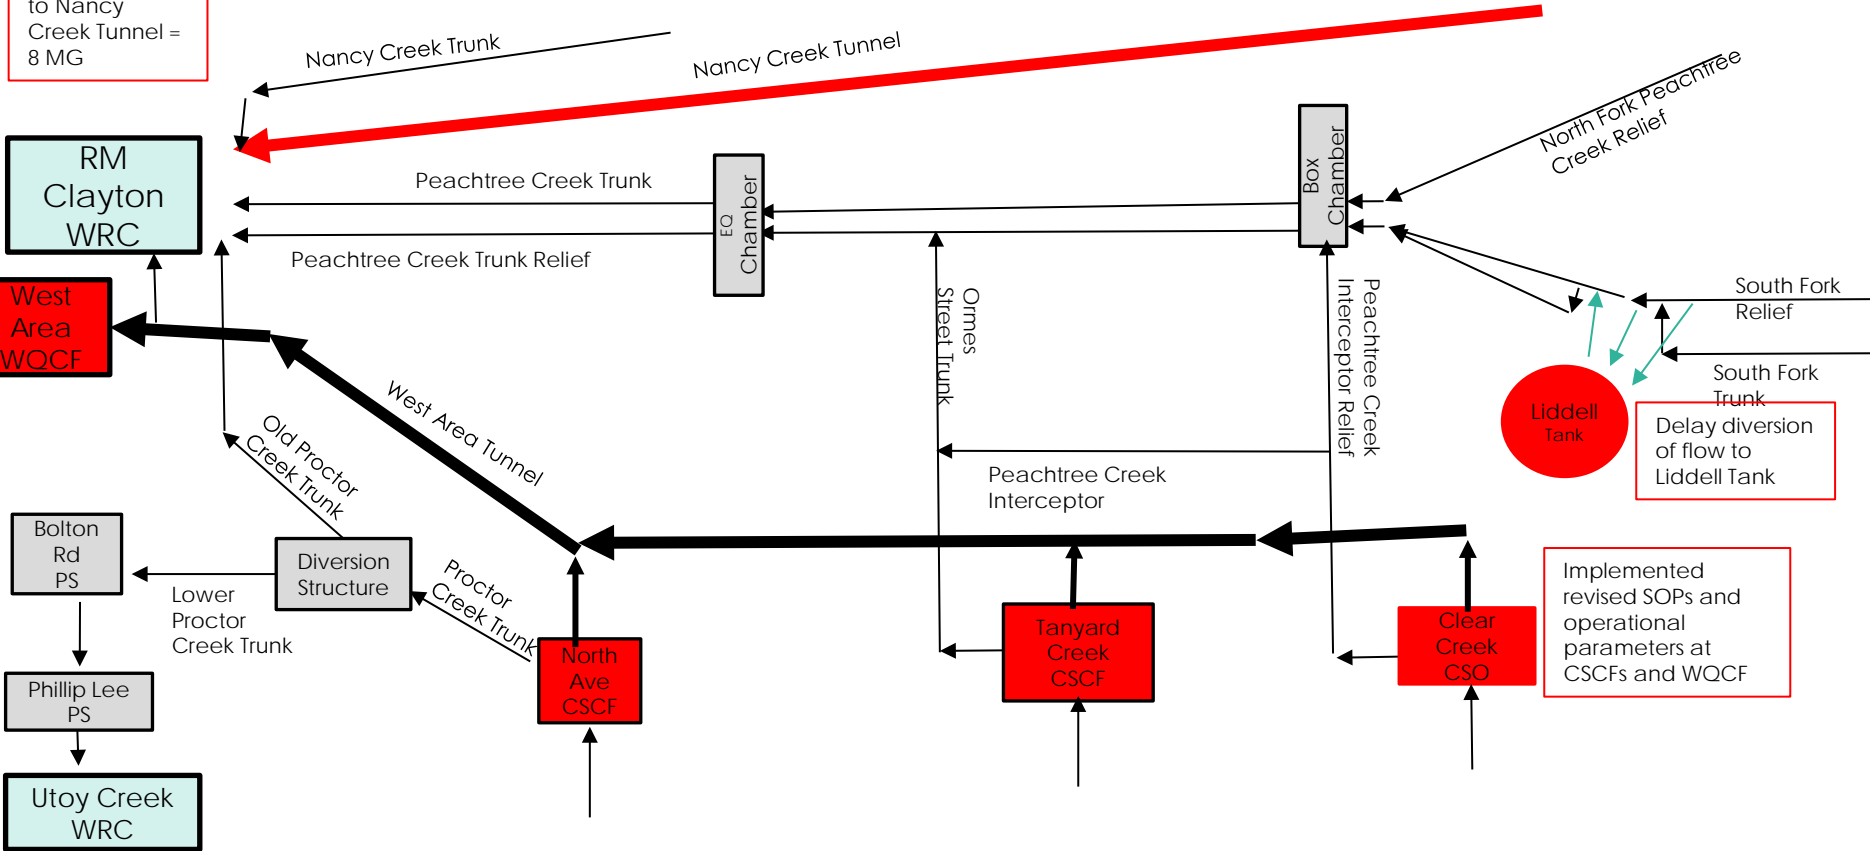 to Nancy
Creek Tunnel =
8 MG
Nancy Creek Trunk
Nancy Creek Tunnel
North Fork Peachtree
Creek Relief
RM
Clayton
WRC
Peachtree Creek Trunk
EQ
Chamber
Box
Chamber
Peachtree Creek Trunk Relief
West
Area
WQCF
Ormes
Street Trunk
Peachtree Creek
Interceptor Relief
South Fork
Relief
South Fork
Trunk
Liddell
Tank
Delay diversion
of flow to
Liddell Tank
West Area Tunnel
Old Proctor
Creek Trunk
Peachtree Creek
Interceptor
Bolton
Rd
PS
Diversion
Structure
Proctor
Creek Trunk
Lower
Proctor
Creek Trunk
Implemented
revised SOPs and
operational
parameters at
CSCFs and WQCF
North
Ave
CSCF
Tanyard
Creek
CSCF
Clear
Creek
CSO
Phillip Lee
PS
Utoy Creek
WRC